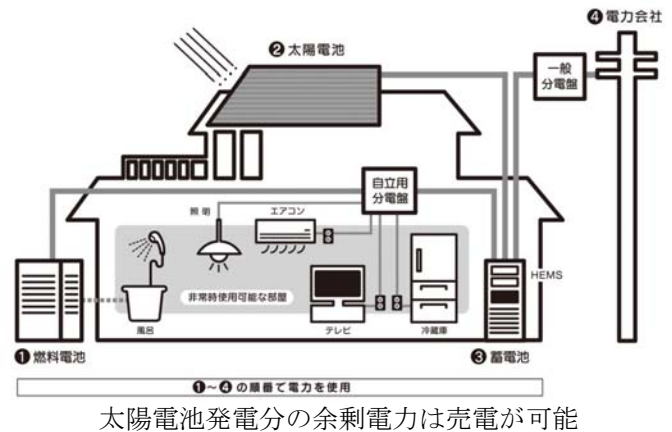 ❹電力会社
❷太陽電池
一般
分電盤
自立用
分電盤
照明
エアコン
HEMS
非常時使用可能な部屋
風呂
テレビ
冷蔵庫
❶燃料電池
❸蓄電池
❶~❹の順番で電力を使用
太陽電池発電分の余剰電力は売電が可能